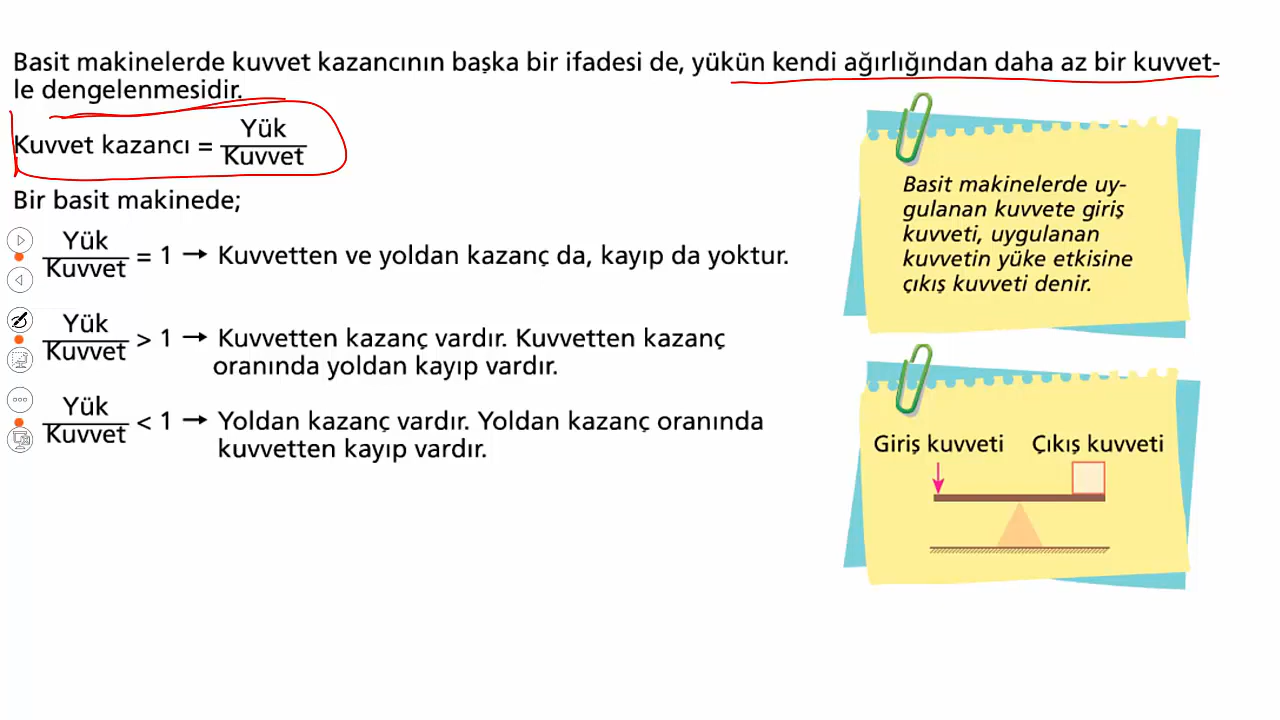 Basit makinelerde kuvvet kazancının başka bir ifadesi de, yükün kendi ağırlığından daha az bir kuvvet-
le dengelenmesidir.
Kuvvet kazancı = Yük
Kuvvet
Bir basit makinede;
Yük
Kuvvet = 1 → Kuvvetten ve yoldan kazanç da, kayıp da yoktur.
Yük
Kuvvet > 1 → Kuvvetten kazanç vardır. Kuvvetten kazanç
oranında yoldan kayıp vardır.
Yük
Kuvvet < 1 → Yoldan kazanç vardır. Yoldan kazanç oranında
kuvvetten kayıp vardır.
Basit makinelerde uy-
gulanan kuvvete giriş
kuvveti, uygulanan
kuvvetin yüke etkisine
çıkış kuvveti denir.
Giriş kuvveti Çıkış kuvveti